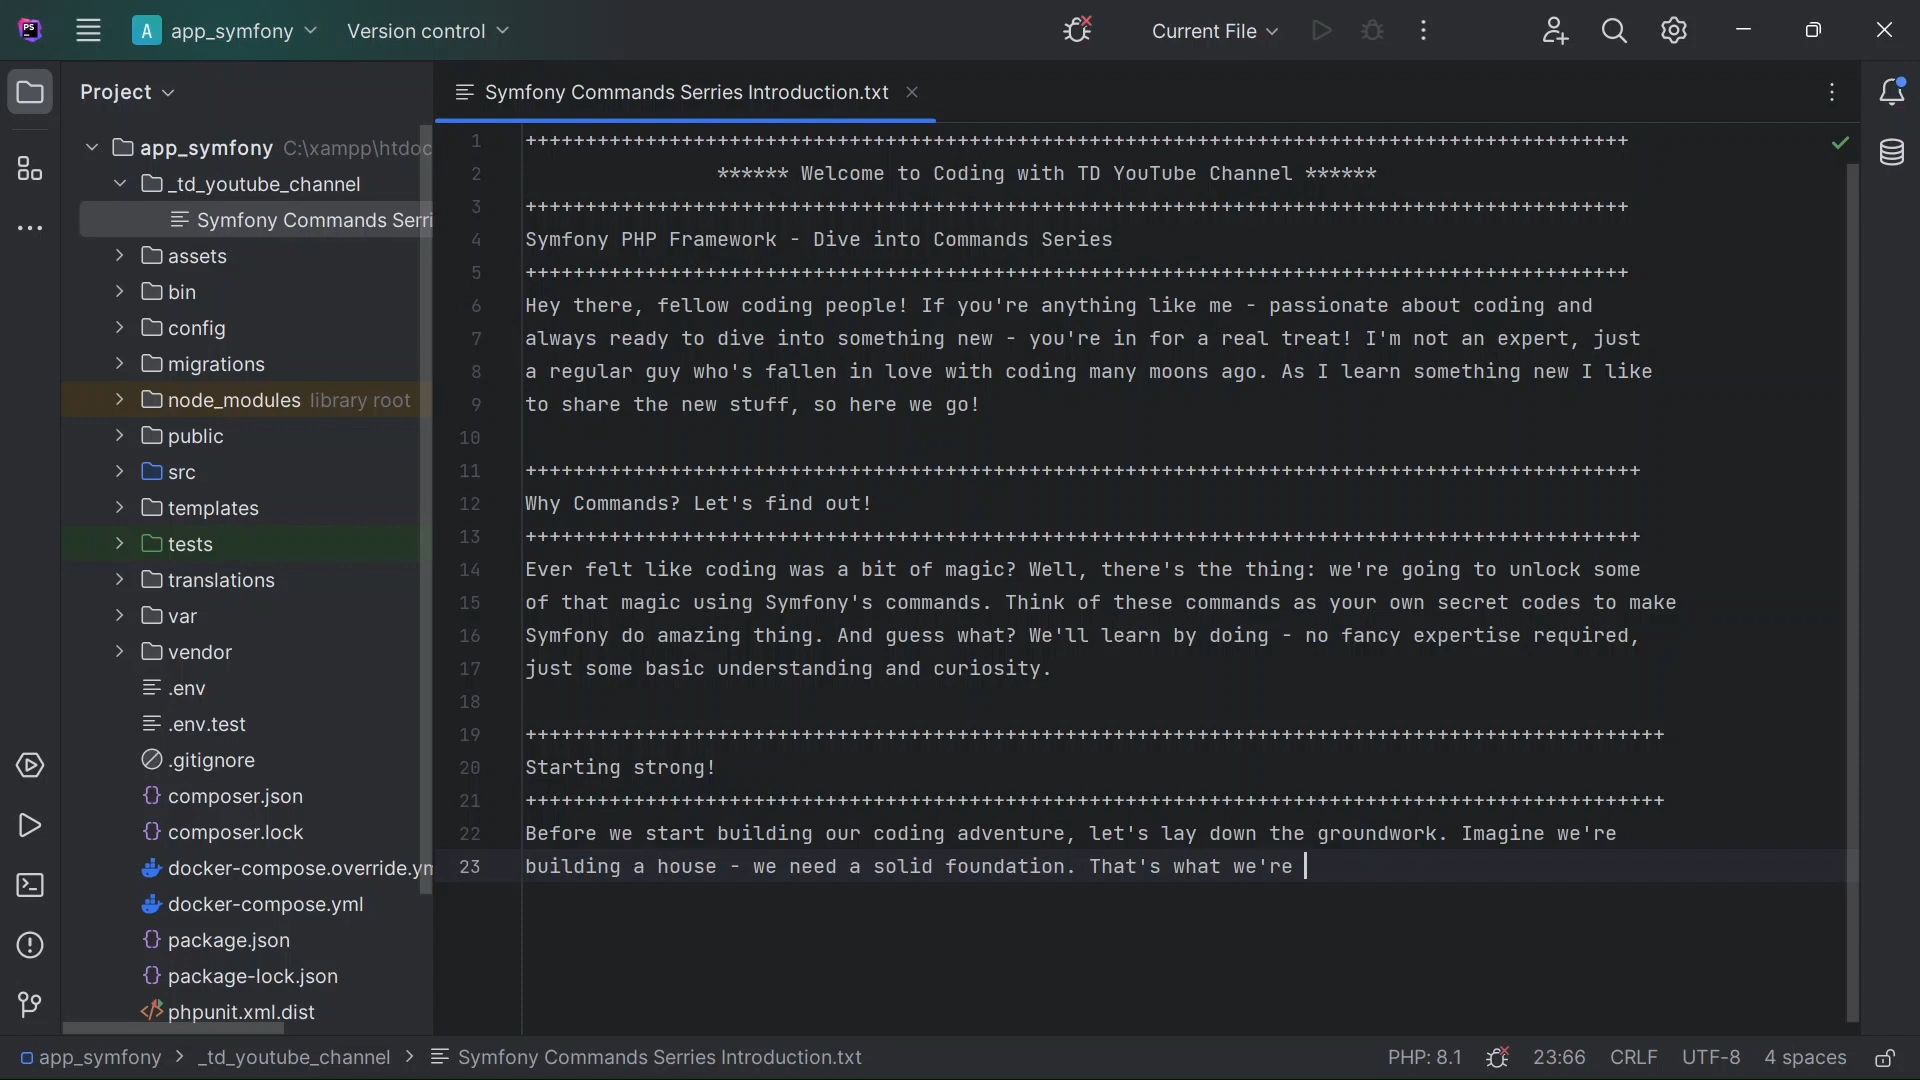 PS
A app_symfony
Version control
Current File
Project
Symfony Commands Serries Introduction.txt
app_symfony C:\xampp\htdoc
_td_youtube_channel
Symfony Commands Serri
assets
bin
config
migrations
node_modules library root
public
src
templates
tests
translations
var
vendor
.env
.env.test
.gitignore
composer.json
composer.lock
docker-compose.override.yn
docker-compose.yml
package.json
package-lock.json
phpunit.xml.dist
1 ++++++++++++++++++++++++++++++++++++++++++++++++++++++++++++++++++++++++++++++++++++++++++++
2 ****** Welcome to Coding with TD YouTube Channel ******
3 ++++++++++++++++++++++++++++++++++++++++++++++++++++++++++++++++++++++++++++++++++++++++++++
4 Symfony PHP Framework - Dive into Commands Series
5 ++++++++++++++++++++++++++++++++++++++++++++++++++++++++++++++++++++++++++++++++++++++++++++
6 Hey there, fellow coding people! If you're anything like me - passionate about coding and
7 always ready to dive into something new - you're in for a real treat! I'm not an expert, just
8 a regular guy who's fallen in love with coding many moons ago. As I learn something new I like
9 to share the new stuff, so here we go!
10
11 +++++++++++++++++++++++++++++++++++++++++++++++++++++++++++++++++++++++++++++++++++++++++++++
12 Why Commands? Let's find out!
13 +++++++++++++++++++++++++++++++++++++++++++++++++++++++++++++++++++++++++++++++++++++++++++++
14 Ever felt like coding was a bit of magic? Well, there's the thing: we're going to unlock some
15 of that magic using Symfony's commands. Think of these commands as your own secret codes to make
16 Symfony do amazing thing. And guess what? We'll learn by doing - no fancy expertise required,
17 just some basic understanding and curiosity.
18
19 +++++++++++++++++++++++++++++++++++++++++++++++++++++++++++++++++++++++++++++++++++++++++++++++
20 Starting strong!
21 +++++++++++++++++++++++++++++++++++++++++++++++++++++++++++++++++++++++++++++++++++++++++++++++
22 Before we start building our coding adventure, let's lay down the groundwork. Imagine we're
23 building a house - we need a solid foundation. That's what we're
app_symfony > _td_youtube_channel > Symfony Commands Serries Introduction.txt
PHP: 8.1 23:66 CRLF UTF-8 4 spaces